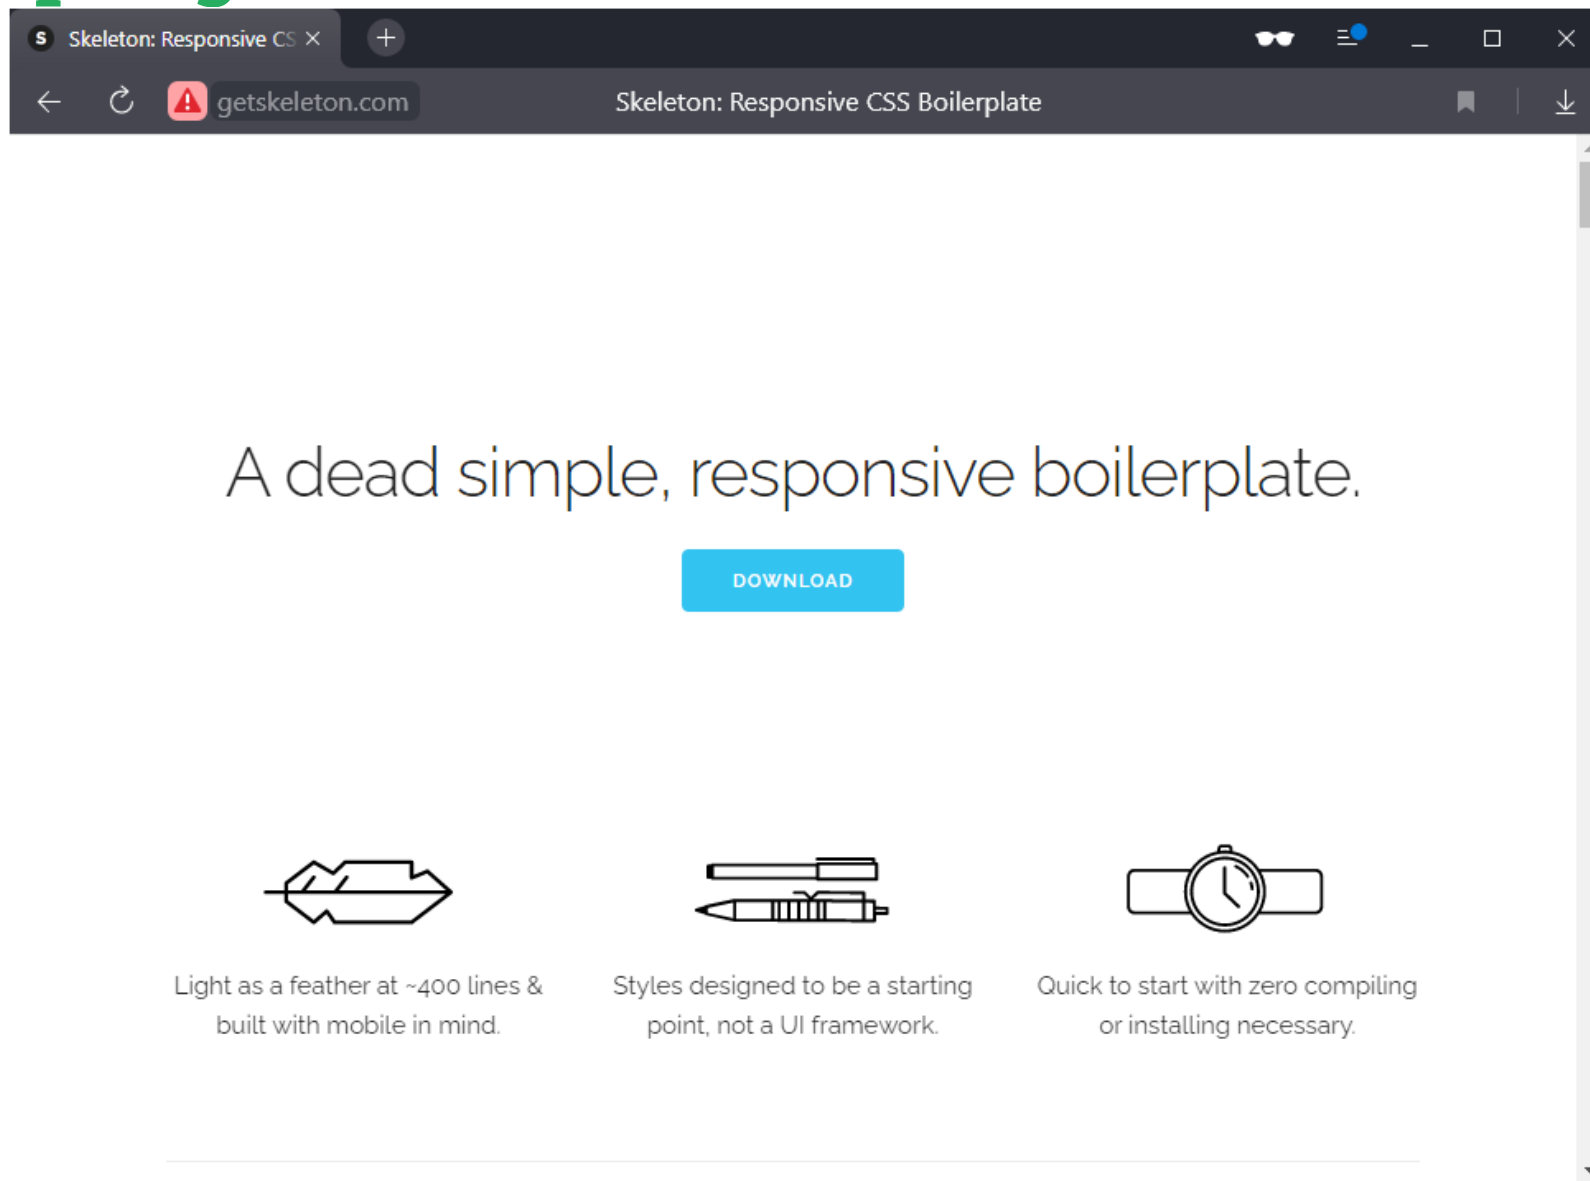 S Skeleton: Responsive CS
getskeleton.com Skeleton: Responsive CSS Boilerplate
A dead simple, responsive boilerplate.
DOWNLOAD
Light as a feather at ~400 lines &
built with mobile in mind.
Styles designed to be a starting
point, not a UI framework.
Quick to start with zero compiling
or installing necessary.